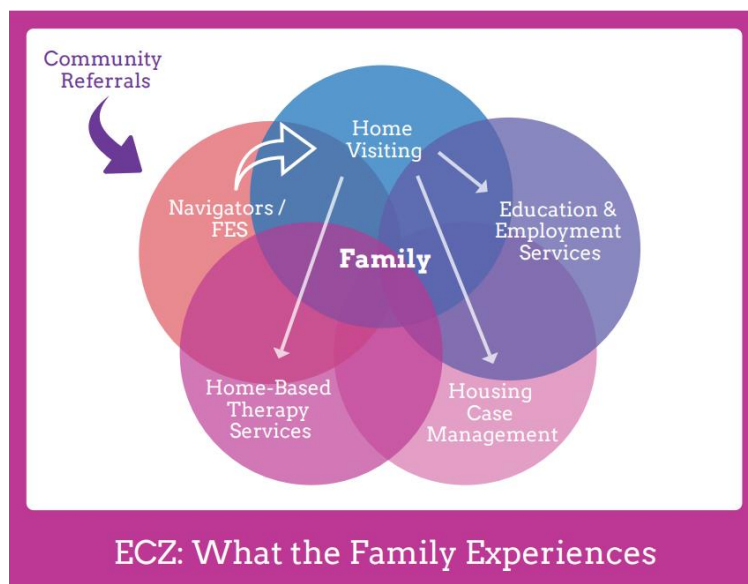 Community
Referrals
Home
Visiting
Navigators /
FES
Education &
Employment
Services
Family
Home-Based
Therapy
Services
Housing
Case
Management
ECZ: What the Family Experiences